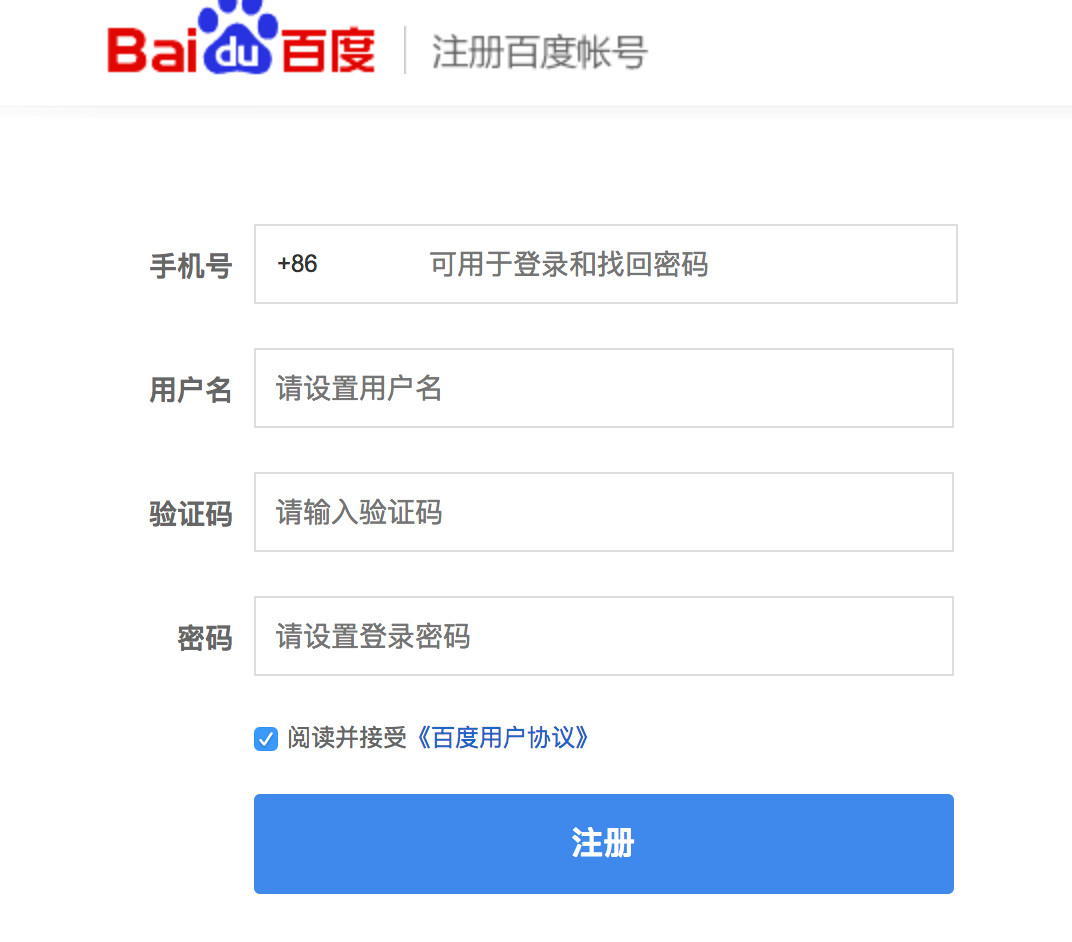 Bai du 百度 注册百度帐号
手机号 +86 可用于登录和找回密码
用户名 请设置用户名
验证码 请输入验证码
密码 请设置登录密码
阅读并接受《百度用户协议》
注册